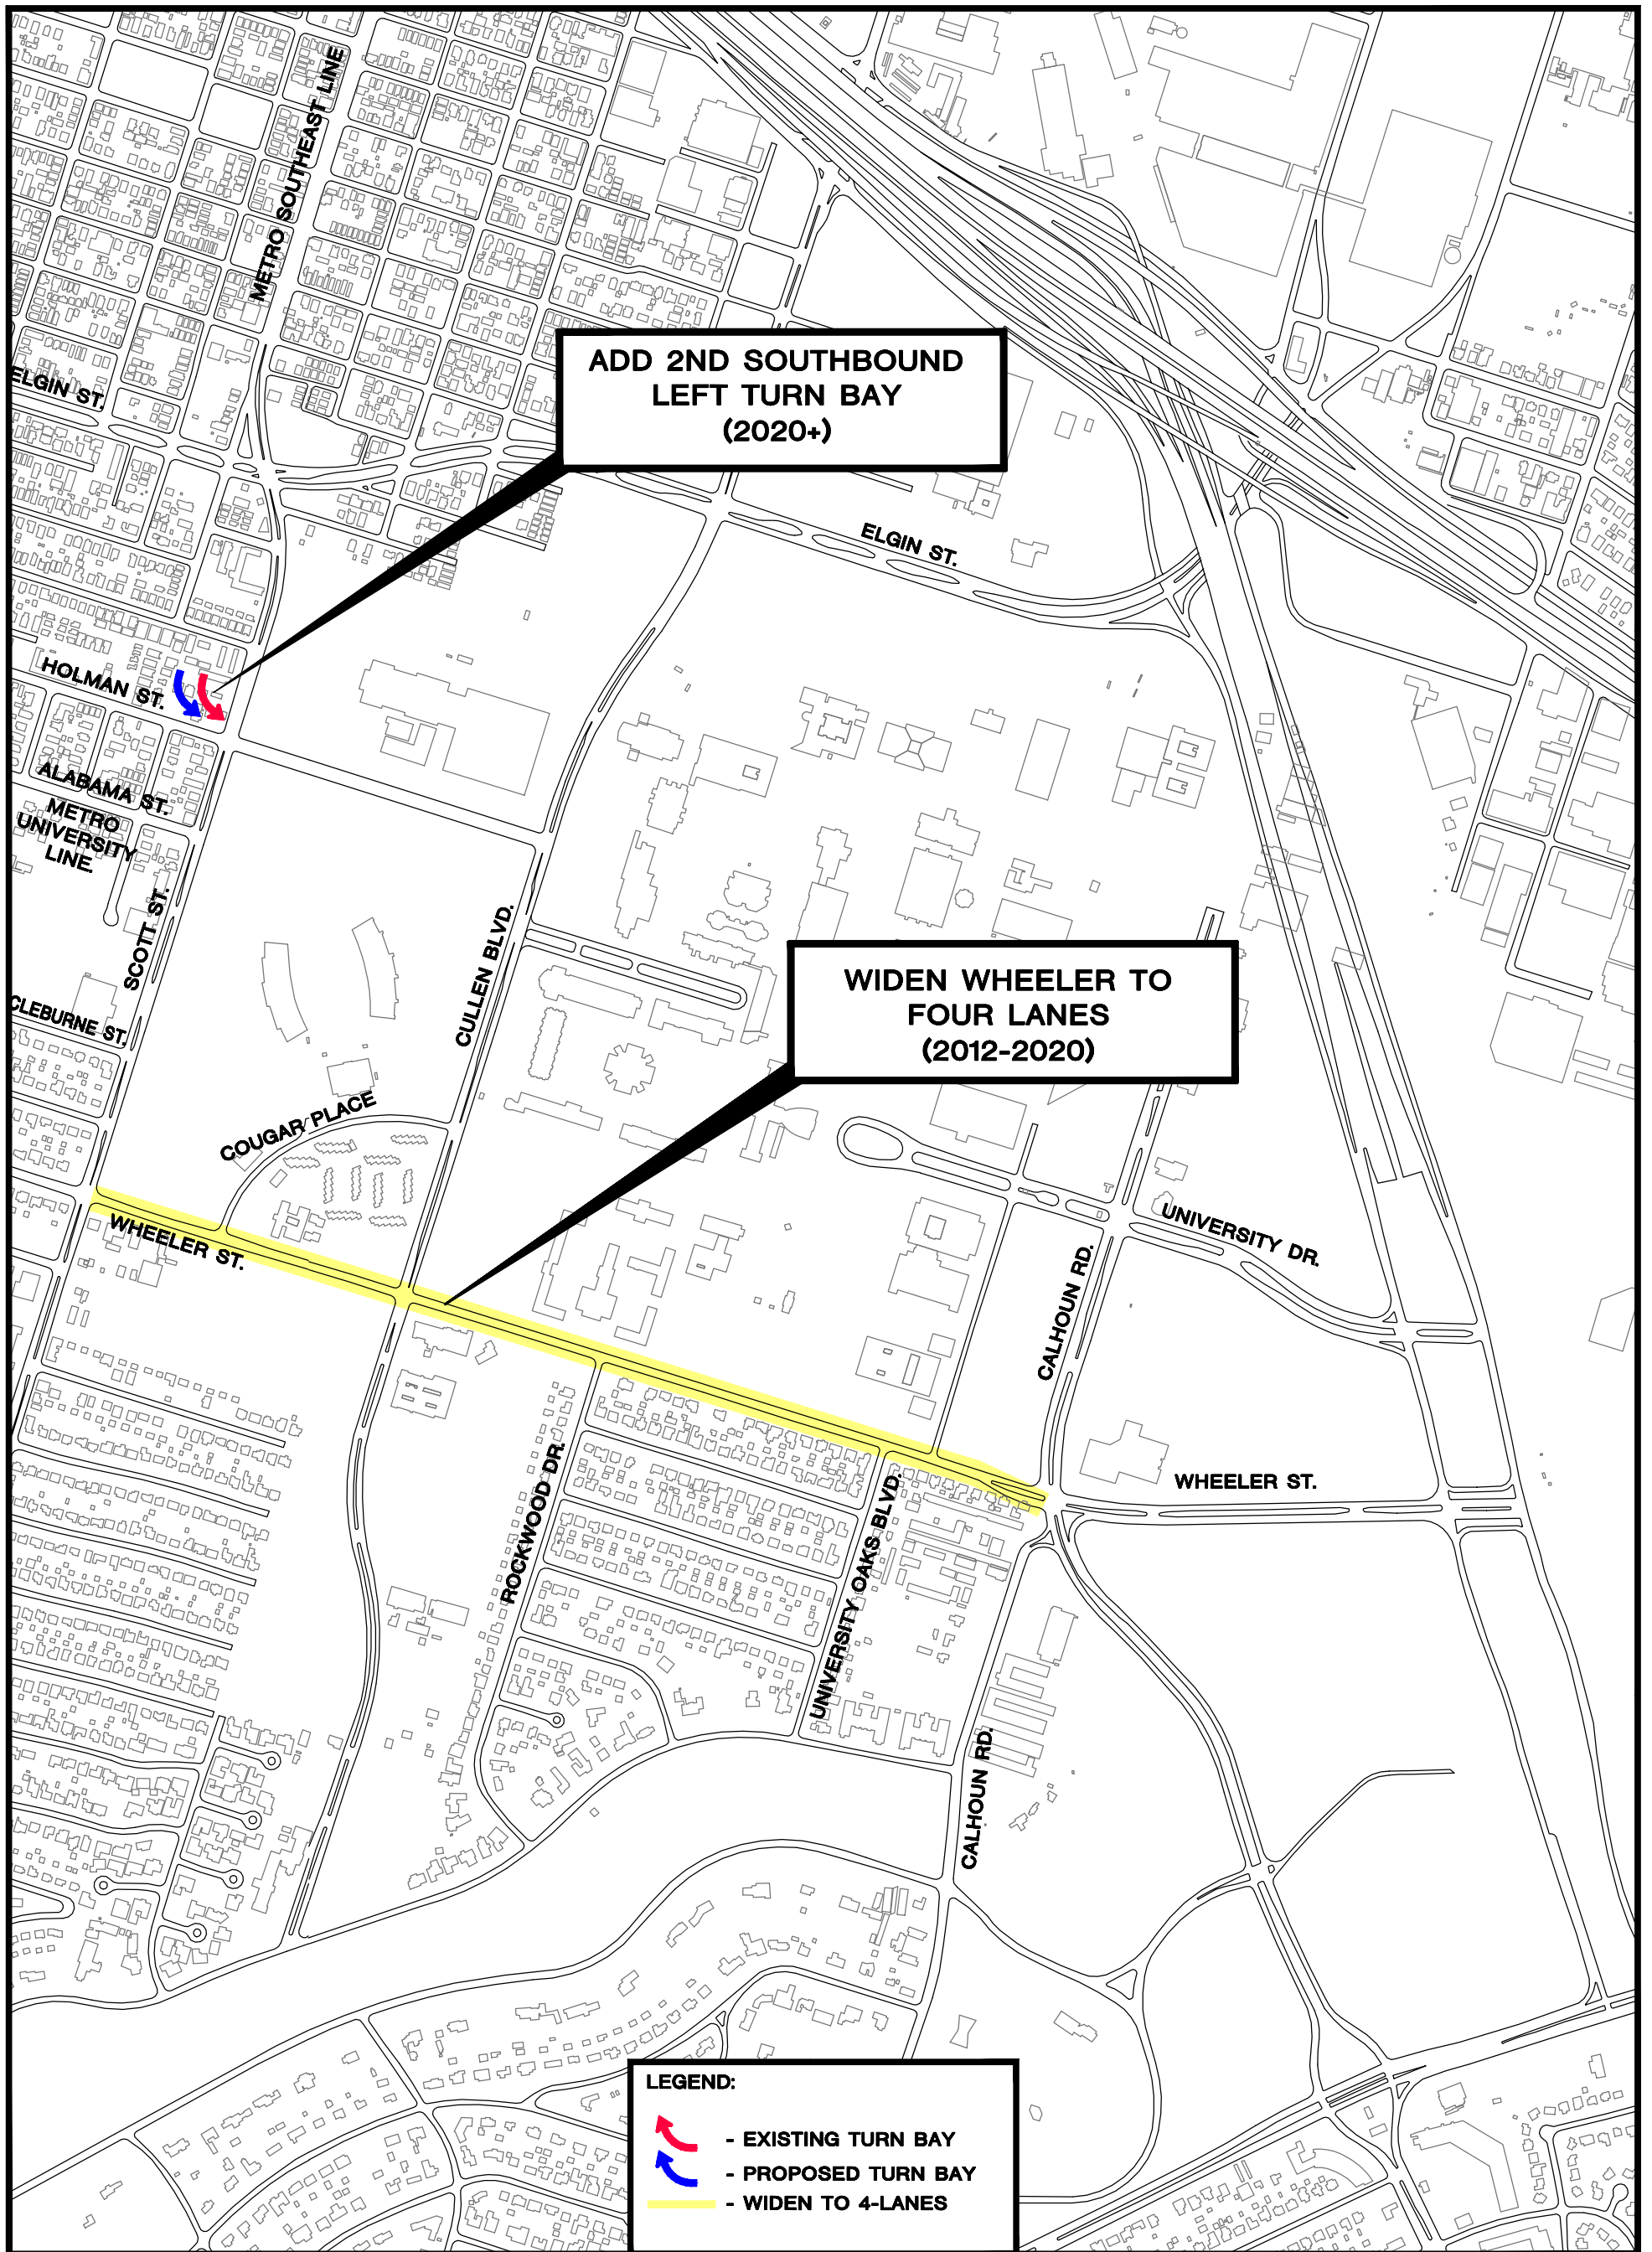 METRO SOUTHEAST LINE
ADD 2ND SOUTHBOUND
LEFT TURN BAY
(2020+)
ELGIN ST.
ELGIN ST.
HOLMAN ST.
ALABAMA ST.
METRO
UNIVERSITY
LINE.
SCOTT ST.
CULLEN BLVD.
WIDEN WHEELER TO
FOUR LANES
(2012-2020)
CLEBURNE ST.
COUGAR PLACE
WHEELER ST.
UNIVERSITY DR.
CALHOUN RD.
ROCKWOOD DR.
UNIVERSITY OAKS BLVD.
WHEELER ST.
CALHOUN RD.
LEGEND:
- EXISTING TURN BAY
- PROPOSED TURN BAY
- WIDEN TO 4-LANES